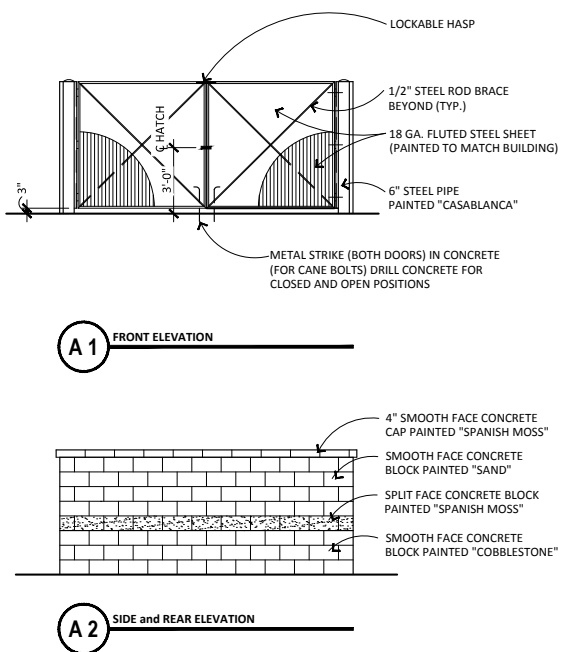 LOCKABLE HASP
1/2" STEEL ROD BRACE
BEYOND (TYP.)
18 GA. FLUTED STEEL SHEET
(PAINTED TO MATCH BUILDING)
6" STEEL PIPE
PAINTED "CASABLANCA"
℄ HATCH
3'-0"
3"
METAL STRIKE (BOTH DOORS) IN CONCRETE
(FOR CANE BOLTS) DRILL CONCRETE FOR
CLOSED AND OPEN POSITIONS
A 1
FRONT ELEVATION
4" SMOOTH FACE CONCRETE
CAP PAINTED "SPANISH MOSS"
SMOOTH FACE CONCRETE
BLOCK PAINTED "SAND"
SPLIT FACE CONCRETE BLOCK
PAINTED "SPANISH MOSS"
SMOOTH FACE CONCRETE
BLOCK PAINTED "COBBLESTONE"
A 2
SIDE and REAR ELEVATION